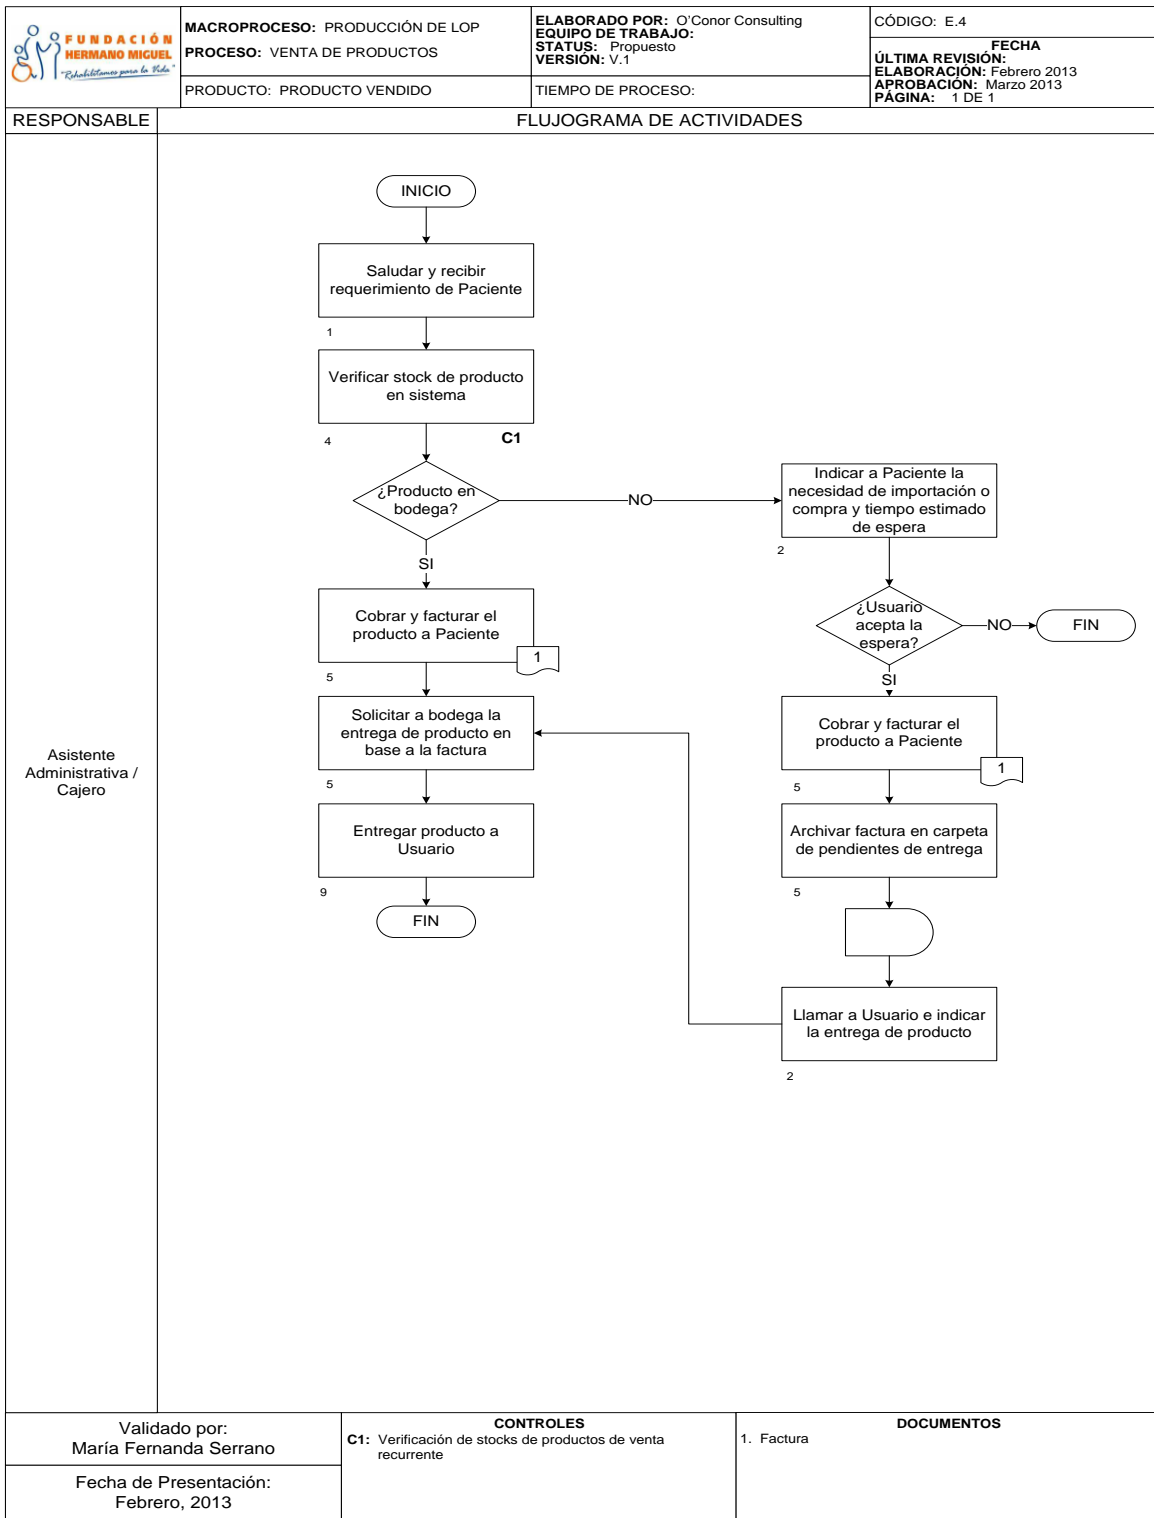 FUNDACIÓN
HERMANO MIGUEL
"Rehabilitamos para la Vida"
MACROPROCESO: PRODUCCIÓN DE LOP
PROCESO: VENTA DE PRODUCTOS
PRODUCTO: PRODUCTO VENDIDO
ELABORADO POR: O'Conor Consulting
EQUIPO DE TRABAJO:
STATUS: Propuesto
VERSIÓN: V.1
TIEMPO DE PROCESO:
CÓDIGO: E.4
FECHA
ÚLTIMA REVISIÓN:
ELABORACIÓN: Febrero 2013
APROBACIÓN: Marzo 2013
PÁGINA: 1 DE 1
RESPONSABLE
FLUJOGRAMA DE ACTIVIDADES
Asistente
Administrativa /
Cajero
INICIO
Saludar y recibir
requerimiento de Paciente
1
Verificar stock de producto
en sistema
4
C1
¿Producto en
bodega?
NO
SI
Cobrar y facturar el
producto a Paciente
1
5
Solicitar a bodega la
entrega de producto en
base a la factura
5
Entregar producto a
Usuario
9
FIN
Indicar a Paciente la
necesidad de importación o
compra y tiempo estimado
de espera
2
¿Usuario
acepta la
espera?
NO
FIN
SI
Cobrar y facturar el
producto a Paciente
1
5
Archivar factura en carpeta
de pendientes de entrega
5
Llamar a Usuario e indicar
la entrega de producto
2
Validado por:
María Fernanda Serrano
Fecha de Presentación:
Febrero, 2013
CONTROLES
C1: Verificación de stocks de productos de venta
recurrente
DOCUMENTOS
1. Factura